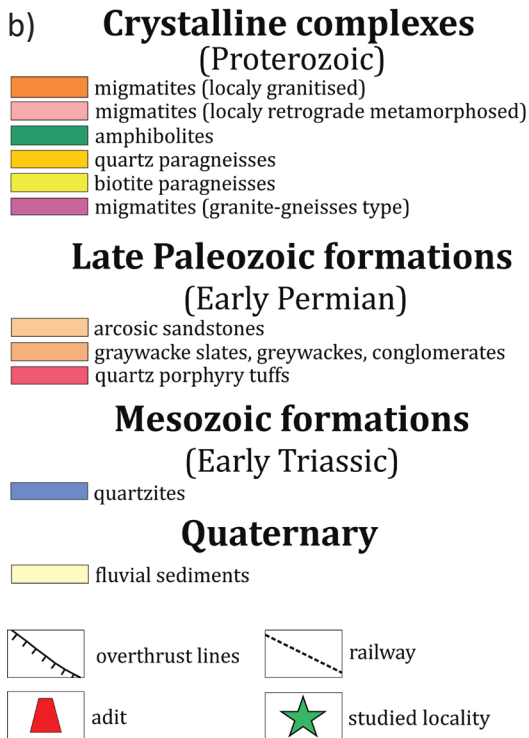 b) Crystalline complexes
(Proterozoic)
migmatites (localy granitised)
migmatites (localy retrograde metamorphosed)
amphibolites
quartz paragneisses
biotite paragneisses
migmatites (granite-gneisses type)
Late Paleozoic formations
(Early Permian)
arcosic sandstones
graywacke slates, greywackes, conglomerates
quartz porphyry tuffs
Mesozoic formations
(Early Triassic)
quartzites
Quaternary
fluvial sediments
overthrust lines
railway
adit
studied locality